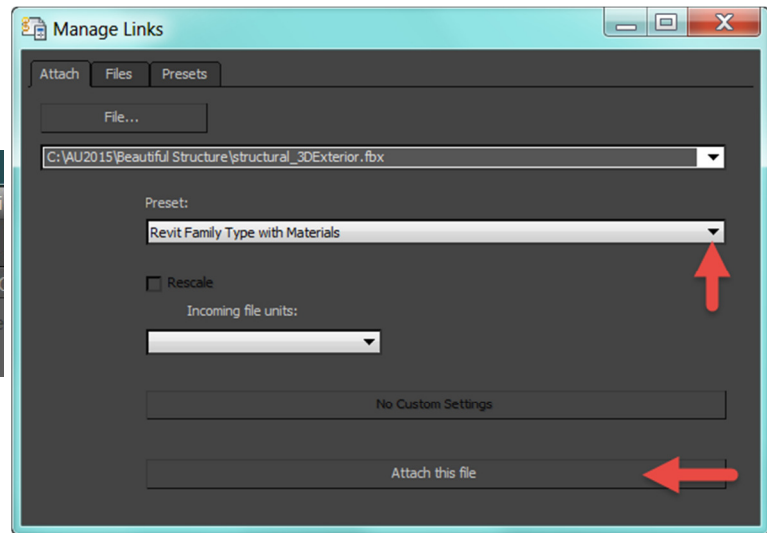 Manage Links
Attach Files Presets
File...
C:\AU2015\Beautiful Structure\structural_3DExterior.fbx
Preset:
Revit Family Type with Materials
Rescale
Incoming file units:
No Custom Settings
Attach this file